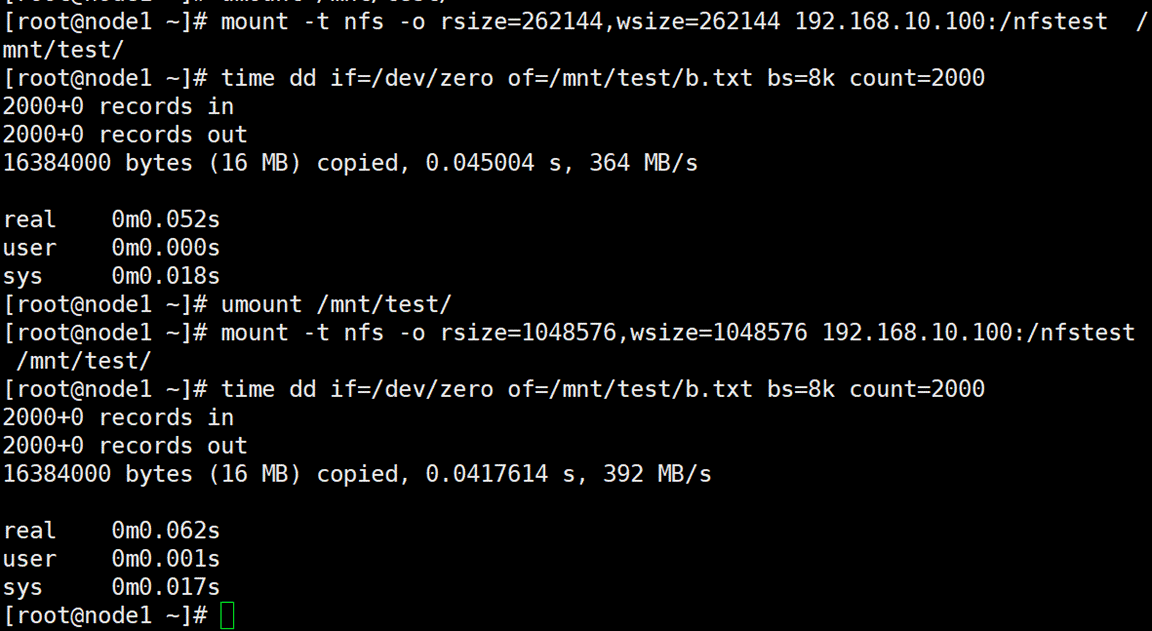 [root@node1 ~]# mount -t nfs -o rsize=262144,wsize=262144 192.168.10.100:/nfstest  /
mnt/test/
[root@node1 ~]# time dd if=/dev/zero of=/mnt/test/b.txt bs=8k count=2000
2000+0 records in
2000+0 records out
16384000 bytes (16 MB) copied, 0.045004 s, 364 MB/s

real    0m0.052s
user    0m0.000s
sys     0m0.018s
[root@node1 ~]# umount /mnt/test/
[root@node1 ~]# mount -t nfs -o rsize=1048576,wsize=1048576 192.168.10.100:/nfstest
 /mnt/test/
[root@node1 ~]# time dd if=/dev/zero of=/mnt/test/b.txt bs=8k count=2000
2000+0 records in
2000+0 records out
16384000 bytes (16 MB) copied, 0.0417614 s, 392 MB/s

real    0m0.062s
user    0m0.001s
sys     0m0.017s
[root@node1 ~]#